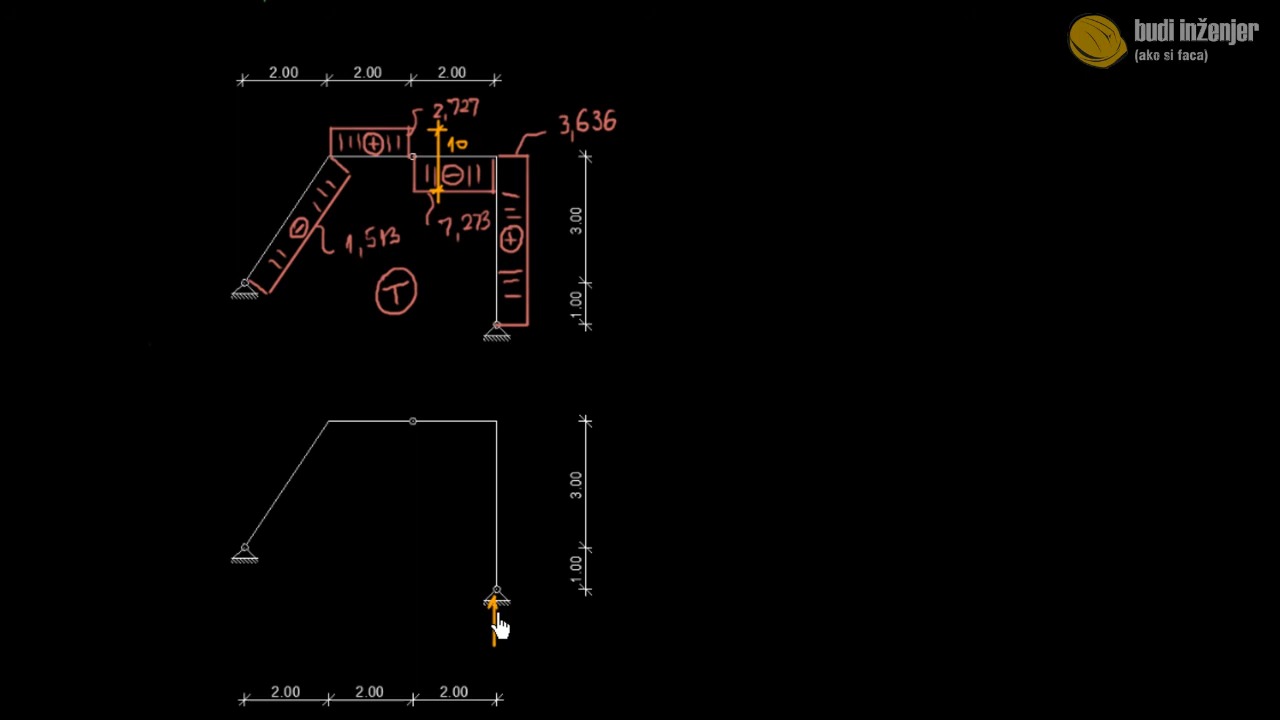 budi inženjer
(ako si faca)
2.00 2.00 2.00
2,727
3,636
10
+
−
3.00
7,273
1,513
−
+
T
1.00
3.00
1.00
2.00 2.00 2.00